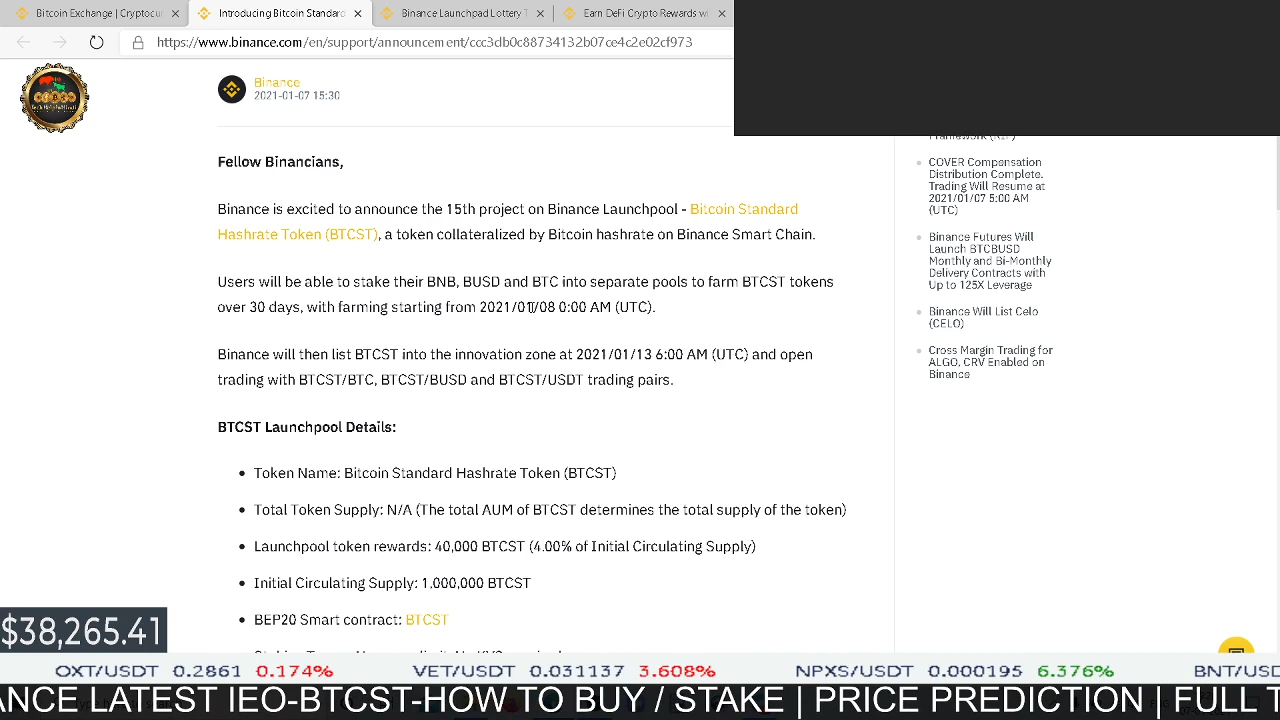 Bitcoin Exchange | Cryptocur
Introducing Bitcoin Standard
Binance Launchpad Lottery T
Earn DeFi Crypto Rewards wi
https://www.binance.com/en/support/announcement/ccc3db0c88734132b07ce4c2e02cf973
Binance
2021-01-07 15:30
Fellow Binancians,
Binance is excited to announce the 15th project on Binance Launchpool - Bitcoin Standard
Hashrate Token (BTCST), a token collateralized by Bitcoin hashrate on Binance Smart Chain.
Users will be able to stake their BNB, BUSD and BTC into separate pools to farm BTCST tokens
over 30 days, with farming starting from 2021/01/08 0:00 AM (UTC).
Binance will then list BTCST into the innovation zone at 2021/01/13 6:00 AM (UTC) and open
trading with BTCST/BTC, BTCST/BUSD and BTCST/USDT trading pairs.
BTCST Launchpool Details:
Token Name: Bitcoin Standard Hashrate Token (BTCST)
Total Token Supply: N/A (The total AUM of BTCST determines the total supply of the token)
Launchpool token rewards: 40,000 BTCST (4.00% of Initial Circulating Supply)
Initial Circulating Supply: 1,000,000 BTCST
BEP20 Smart contract: BTCST
COVER Compensation
Distribution Complete.
Trading Will Resume at
2021/01/07 5:00 AM
(UTC)
Binance Futures Will
Launch BTCBUSD
Monthly and Bi-Monthly
Delivery Contracts with
Up to 125X Leverage
Binance Will List Celo
(CELO)
Cross Margin Trading for
ALGO, CRV Enabled on
Binance
$38,265.41
OXT/USDT 0.2861 0.174% VET/USDT 0.031137 3.608% NPXS/USDT 0.000195 6.376% BNT/USD
ANCE LATEST IEO-BTCST-HOW TO BUY / STAKE | PRICE PREDICTION | FULL T